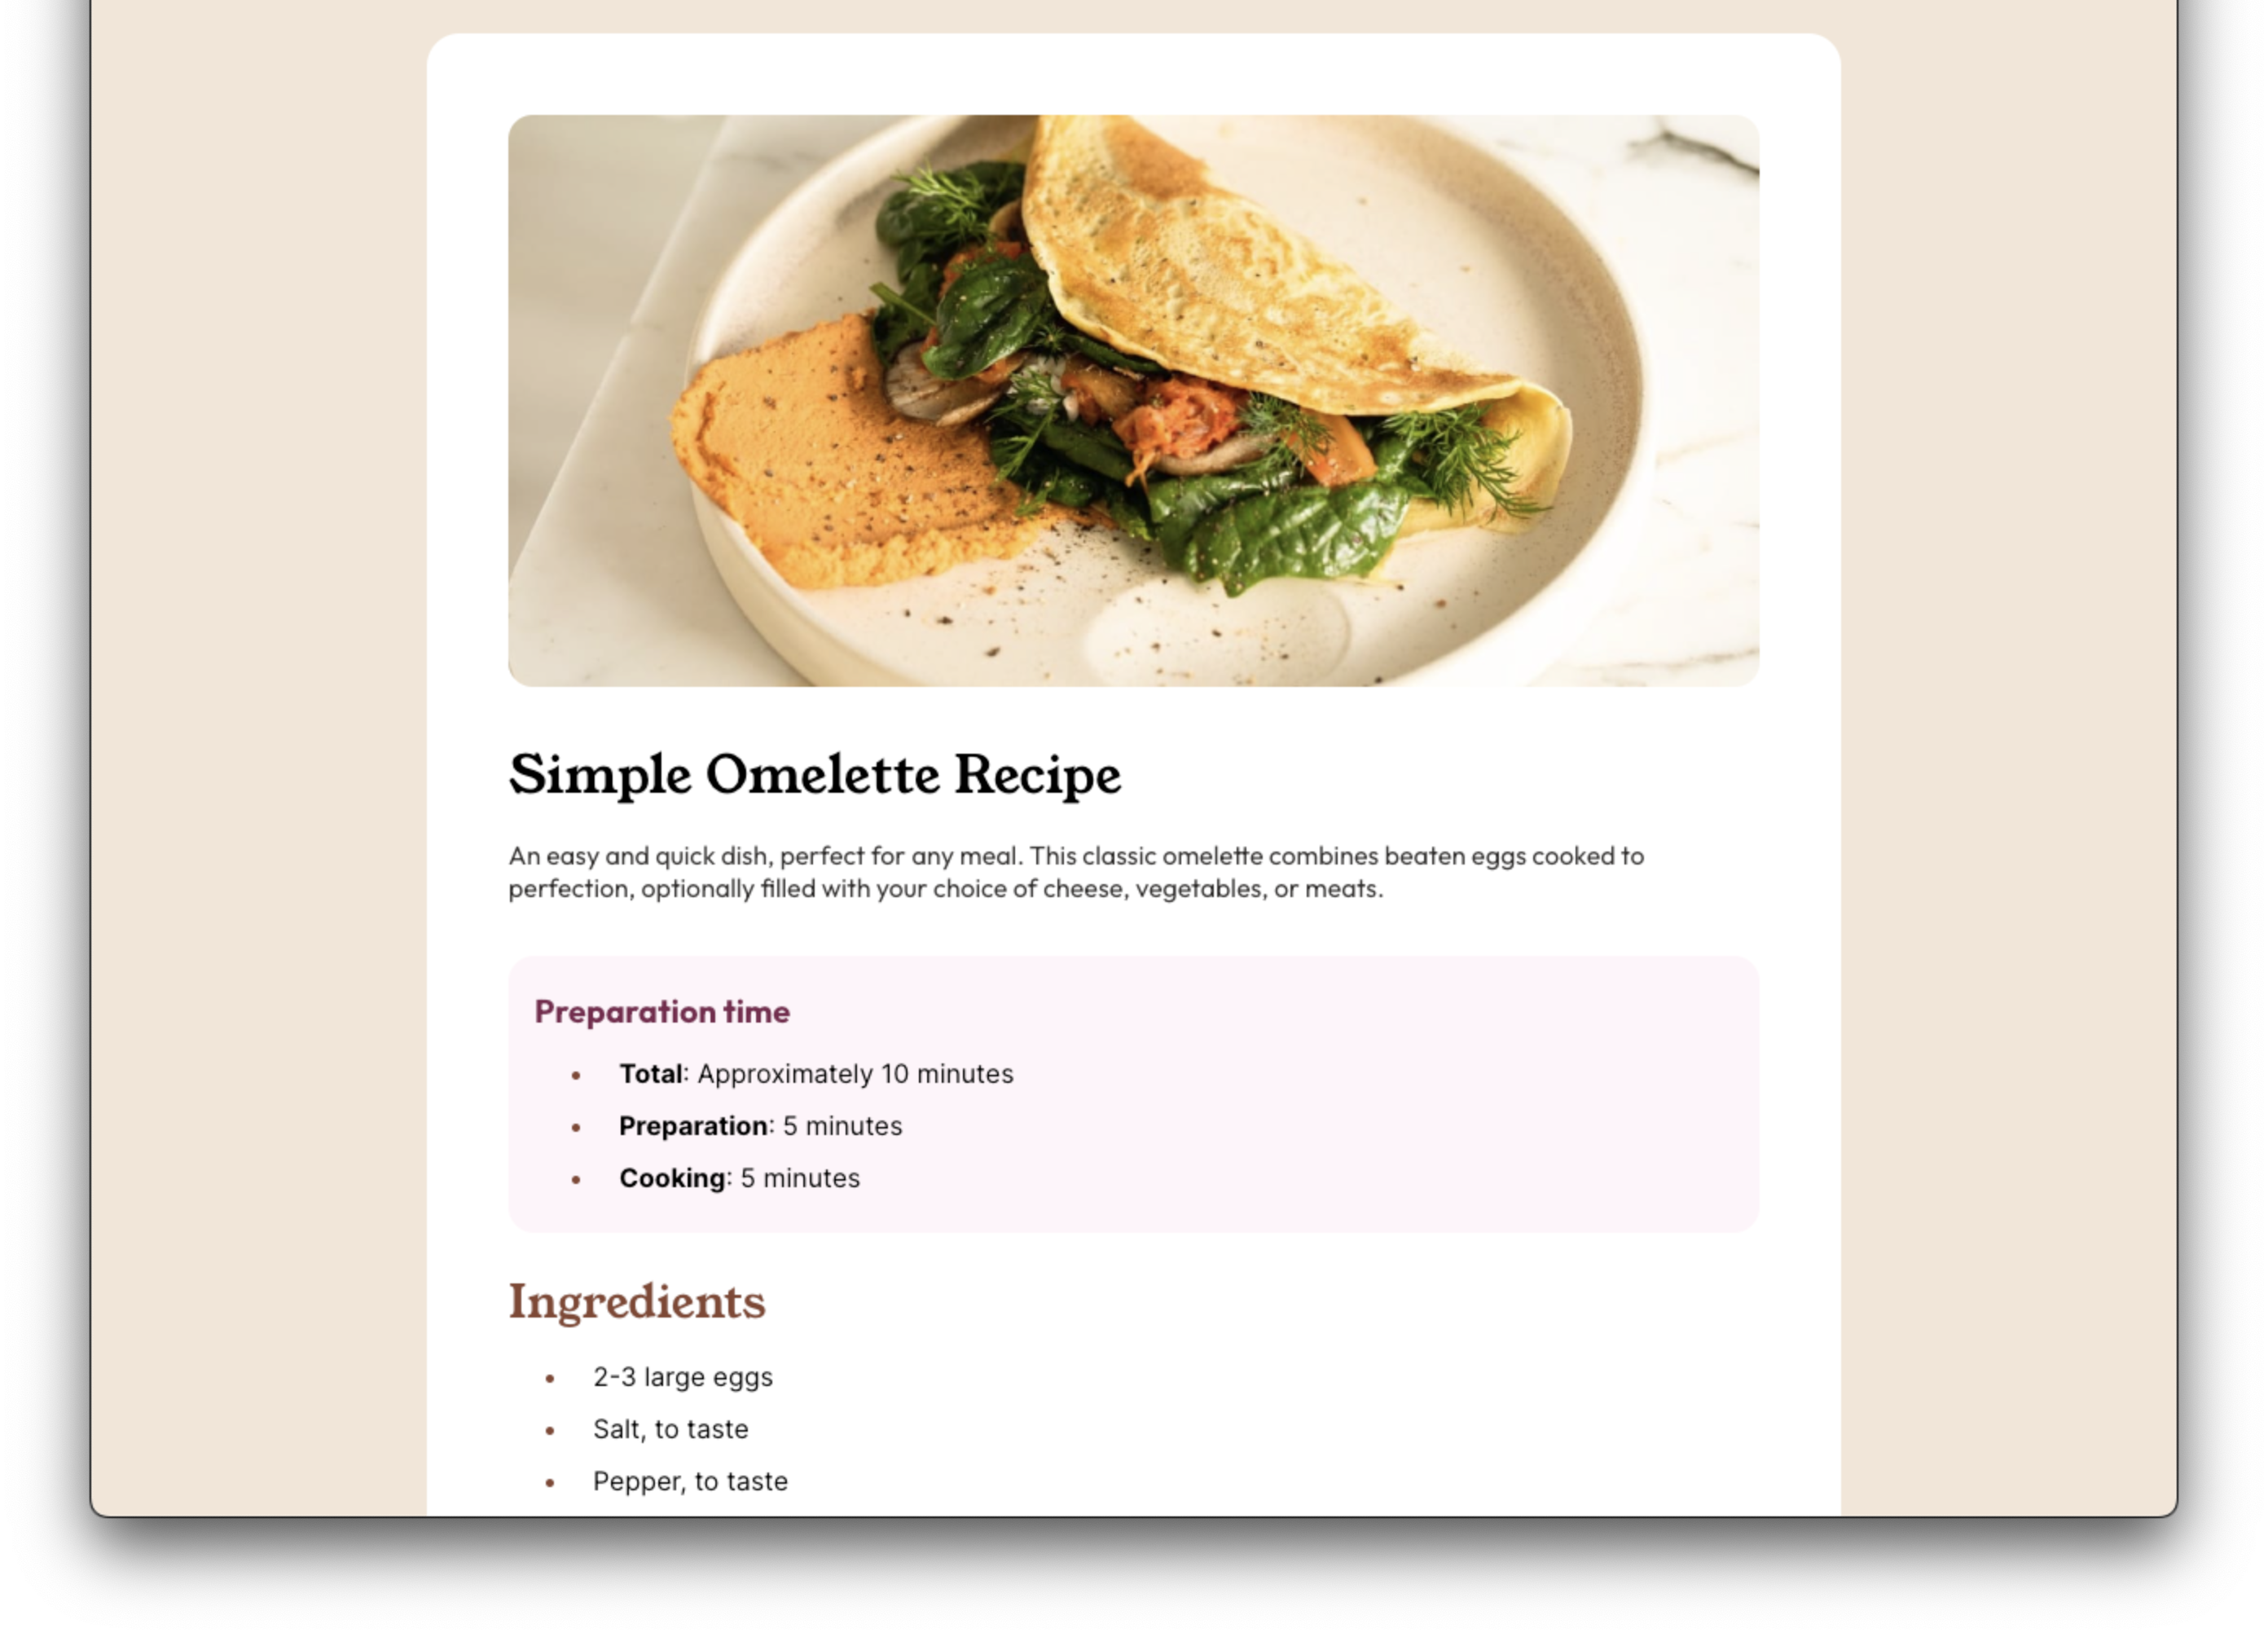 Simple Omelette Recipe
An easy and quick dish, perfect for any meal. This classic omelette combines beaten eggs cooked to
perfection, optionally filled with your choice of cheese, vegetables, or meats.
Preparation time
• Total: Approximately 10 minutes
• Preparation: 5 minutes
• Cooking: 5 minutes
Ingredients
• 2-3 large eggs
• Salt, to taste
• Pepper, to taste